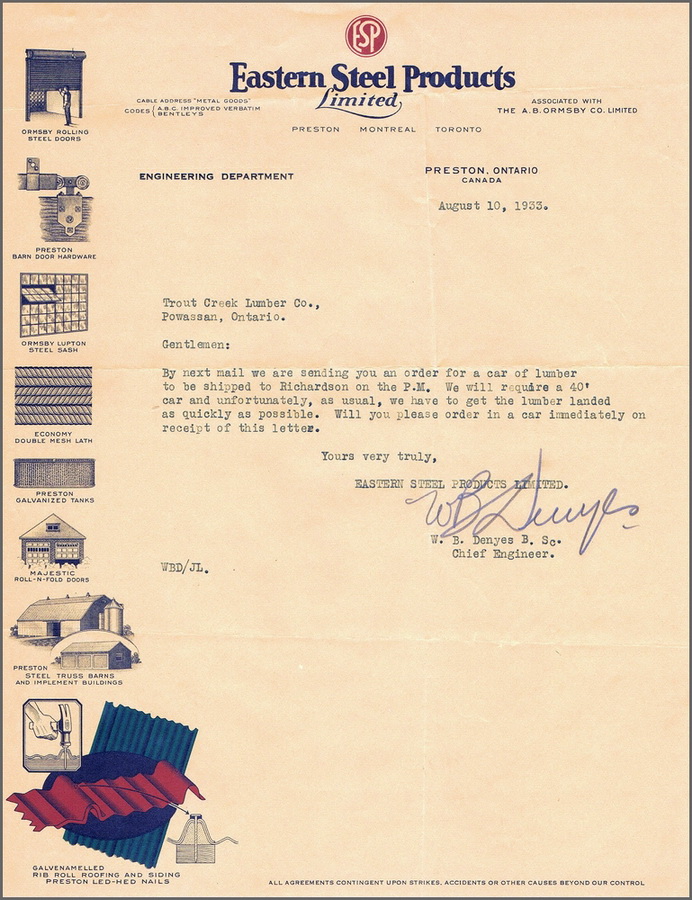 ESP
Eastern Steel Products
Limited
CABLE ADDRESS "METAL GOODS"
CODES { A.B.C. IMPROVED VERBATIM
BENTLEYS
ASSOCIATED WITH
THE A.B.ORMSBY CO. LIMITED
PRESTON MONTREAL TORONTO
ENGINEERING DEPARTMENT
PRESTON, ONTARIO
CANADA
August 10, 1933.
Trout Creek Lumber Co.,
Powassan, Ontario.
Gentlemen:
By next mail we are sending you an order for a car of lumber
to be shipped to Richardson on the P.M. We will require a 40'
car and unfortunately, as usual, we have to get the lumber landed
as quickly as possible. Will you please order in a car immediately on
receipt of this letter.
Yours very truly,
EASTERN STEEL PRODUCTS LIMITED.
WB Denyes
W. B. Denyes B. Sc.
Chief Engineer.
WBD/JL.
ORMSBY ROLLING
STEEL DOORS
PRESTON
BARN DOOR HARDWARE
ORMSBY LUPTON
STEEL SASH
ECONOMY
DOUBLE MESH LATH
PRESTON
GALVANIZED TANKS
MAJESTIC
ROLL-N-FOLD DOORS
PRESTON
STEEL TRUSS BARNS
AND IMPLEMENT BUILDINGS
GALVENAMELLED
RIB ROLL ROOFING AND SIDING
PRESTON LED-HED NAILS
ALL AGREEMENTS CONTINGENT UPON STRIKES, ACCIDENTS OR OTHER CAUSES BEYOND OUR CONTROL